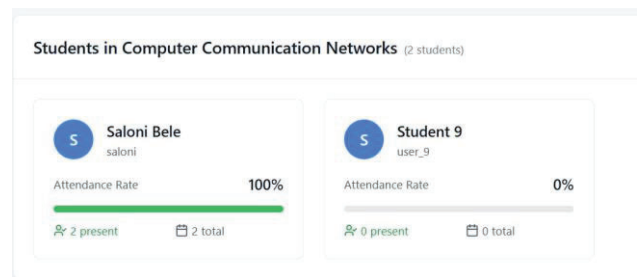 Students in Computer Communication Networks (2 students)
S
Saloni Bele
saloni
Attendance Rate 100%
2 present 2 total
S
Student 9
user_9
Attendance Rate 0%
0 present 0 total